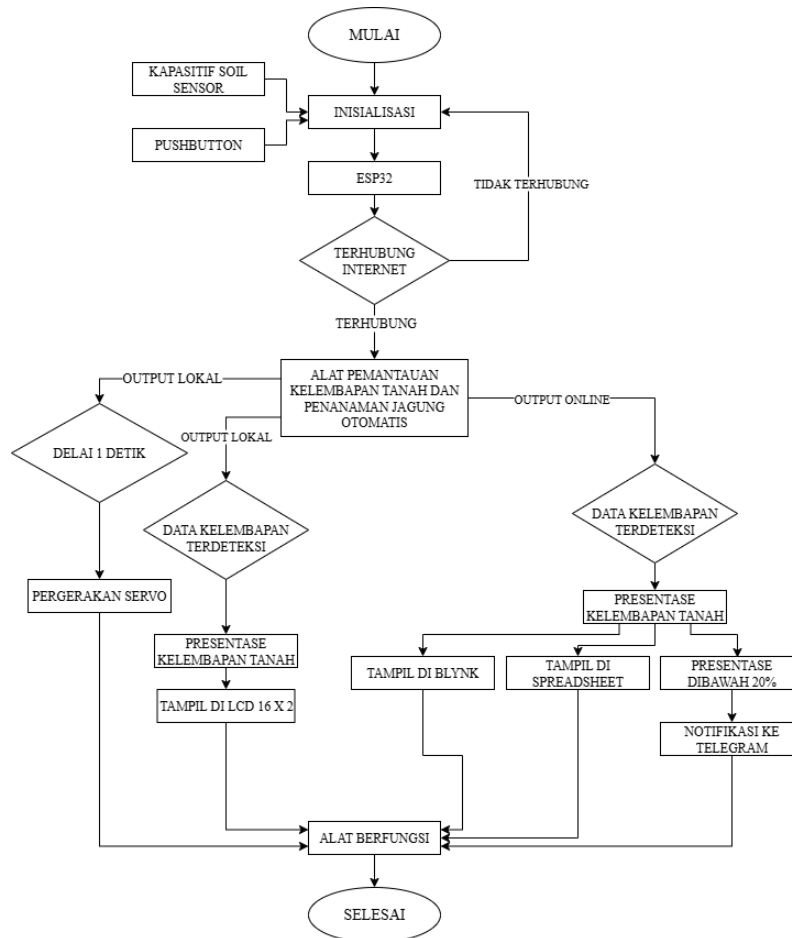 MULAI
KAPASITIF SOIL
SENSOR
INISIALISASI
PUSHBUTTON
ESP32
TIDAK TERHUBUNG
TERHUBUNG
INTERNET
TERHUBUNG
ALAT PEMANTAUAN
KELEMBAPAN TANAH DAN
PENANAMAN JAGUNG
OTOMATIS
OUTPUT LOKAL
OUTPUT ONLINE
OUTPUT LOKAL
DELAI 1 DETIK
DATA KELEMBAPAN
TERDETEKSI
DATA KELEMBAPAN
TERDETEKSI
PERGERAKAN SERVO
PRESENTASE
KELEMBAPAN TANAH
PRESENTASE
KELEMBAPAN TANAH
TAMPIL DI BLYNK
TAMPIL DI
SPREADSHEET
PRESENTASE
DIBAWAH 20%
TAMPIL DI LCD 16 X 2
NOTIFIKASI KE
TELEGRAM
ALAT BERFUNGSI
SELESAI